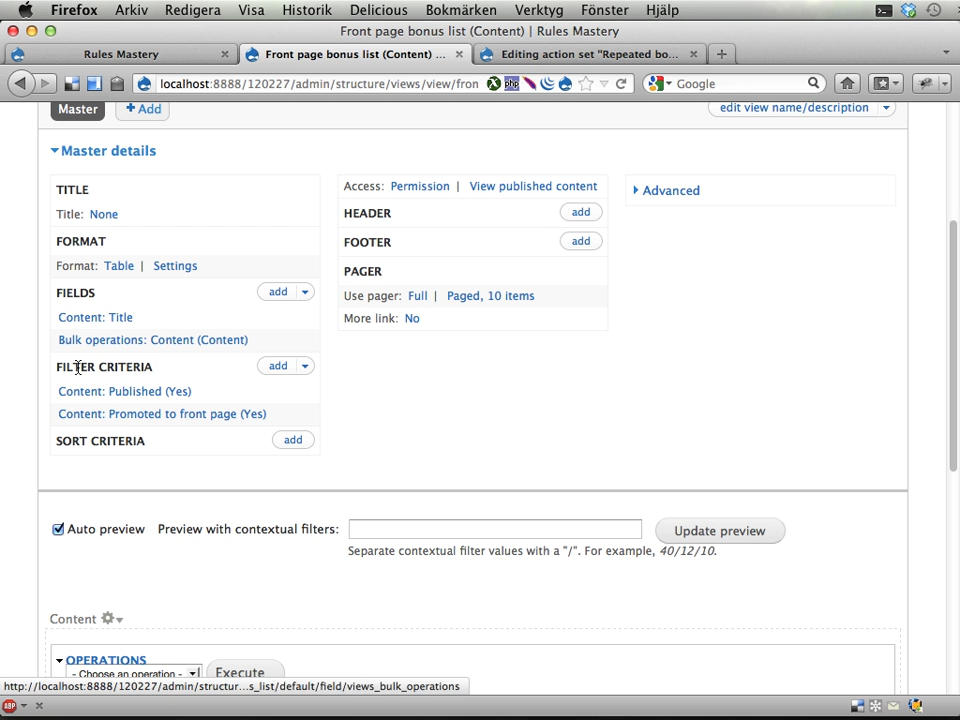 Firefox Arkiv Redigera Visa Historik Delicious Bokmärken Verktyg Fönster Hjälp
Front page bonus list (Content) | Rules Mastery
Rules Mastery Front page bonus list (Content) ... Editing action set "Repeated bo...
localhost:8888/120227/admin/structure/views/view/fron php Google
Master + Add edit view name/description
Master details
TITLE
Title: None
FORMAT
Format: Table | Settings
FIELDS add
Content: Title
Bulk operations: Content (Content)
FILTER CRITERIA add
Content: Published (Yes)
Content: Promoted to front page (Yes)
SORT CRITERIA add
Access: Permission | View published content
HEADER add
FOOTER add
PAGER
Use pager: Full | Paged, 10 items
More link: No
Advanced
Auto preview Preview with contextual filters: Update preview
Separate contextual filter values with a "/". For example, 40/12/10.
Content
OPERATIONS
- Choose an operation - Execute
http://localhost:8888/120227/admin/structur...s_list/default/field/views_bulk_operations
ABP